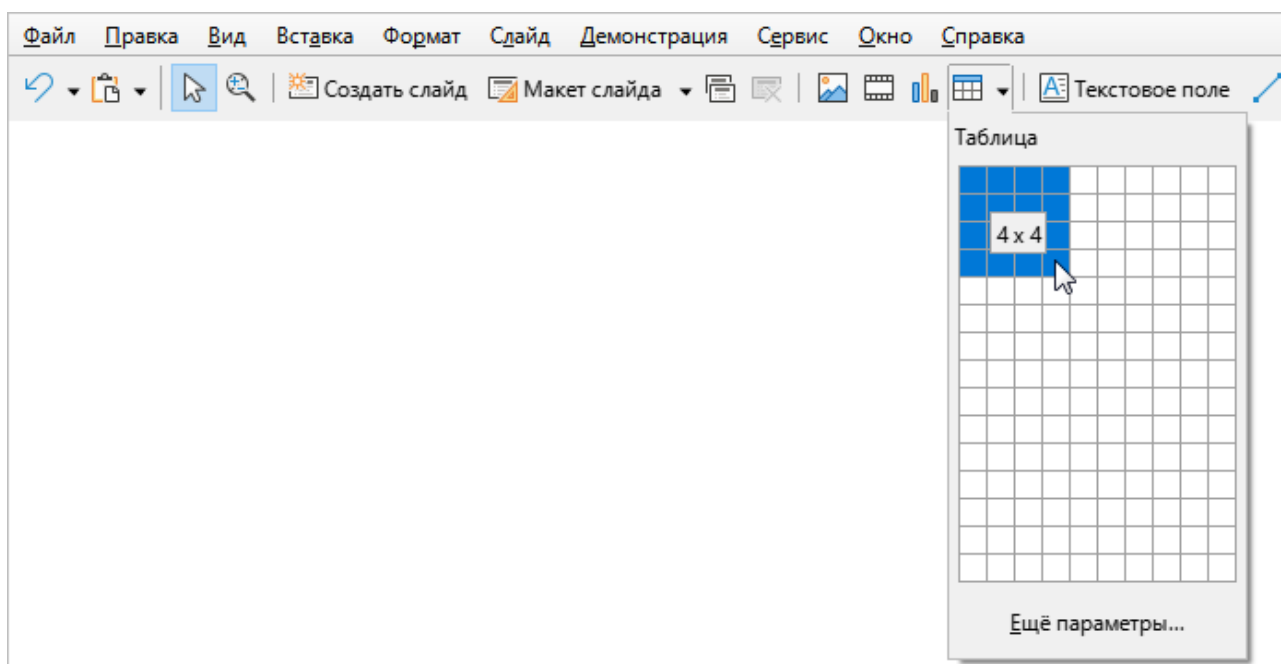 Файл Правка Вид Вставка Формат Слайд Демонстрация Сервис Окно Справка
Создать слайд Макет слайда Текстовое поле
Таблица
4 x 4
Ещё параметры...